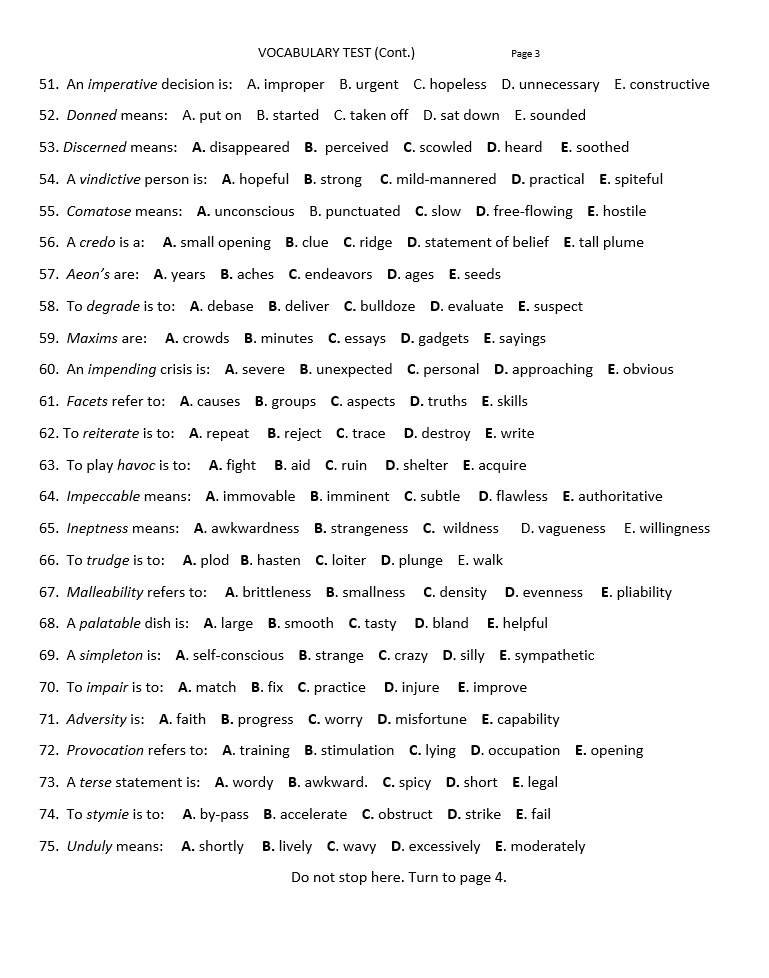 VOCABULARY TEST (Cont.) Page 3
51. An imperative decision is: A. improper B. urgent C. hopeless D. unnecessary E. constructive
52. Donned means: A. put on B. started C. taken off D. sat down E. sounded
53. Discerned means: A. disappeared B. perceived C. scowled D. heard E. soothed
54. A vindictive person is: A. hopeful B. strong C. mild-mannered D. practical E. spiteful
55. Comatose means: A. unconscious B. punctuated C. slow D. free-flowing E. hostile
56. A credo is a: A. small opening B. clue C. ridge D. statement of belief E. tall plume
57. Aeon’s are: A. years B. aches C. endeavors D. ages E. seeds
58. To degrade is to: A. debase B. deliver C. bulldoze D. evaluate E. suspect
59. Maxims are: A. crowds B. minutes C. essays D. gadgets E. sayings
60. An impending crisis is: A. severe B. unexpected C. personal D. approaching E. obvious
61. Facets refer to: A. causes B. groups C. aspects D. truths E. skills
62. To reiterate is to: A. repeat B. reject C. trace D. destroy E. write
63. To play havoc is to: A. fight B. aid C. ruin D. shelter E. acquire
64. Impeccable means: A. immovable B. imminent C. subtle D. flawless E. authoritative
65. Ineptness means: A. awkwardness B. strangeness C. wildness D. vagueness E. willingness
66. To trudge is to: A. plod B. hasten C. loiter D. plunge E. walk
67. Malleability refers to: A. brittleness B. smallness C. density D. evenness E. pliability
68. A palatable dish is: A. large B. smooth C. tasty D. bland E. helpful
69. A simpleton is: A. self-conscious B. strange C. crazy D. silly E. sympathetic
70. To impair is to: A. match B. fix C. practice D. injure E. improve
71. Adversity is: A. faith B. progress C. worry D. misfortune E. capability
72. Provocation refers to: A. training B. stimulation C. lying D. occupation E. opening
73. A terse statement is: A. wordy B. awkward. C. spicy D. short E. legal
74. To stymie is to: A. by-pass B. accelerate C. obstruct D. strike E. fail
75. Unduly means: A. shortly B. lively C. wavy D. excessively E. moderately
Do not stop here. Turn to page 4.